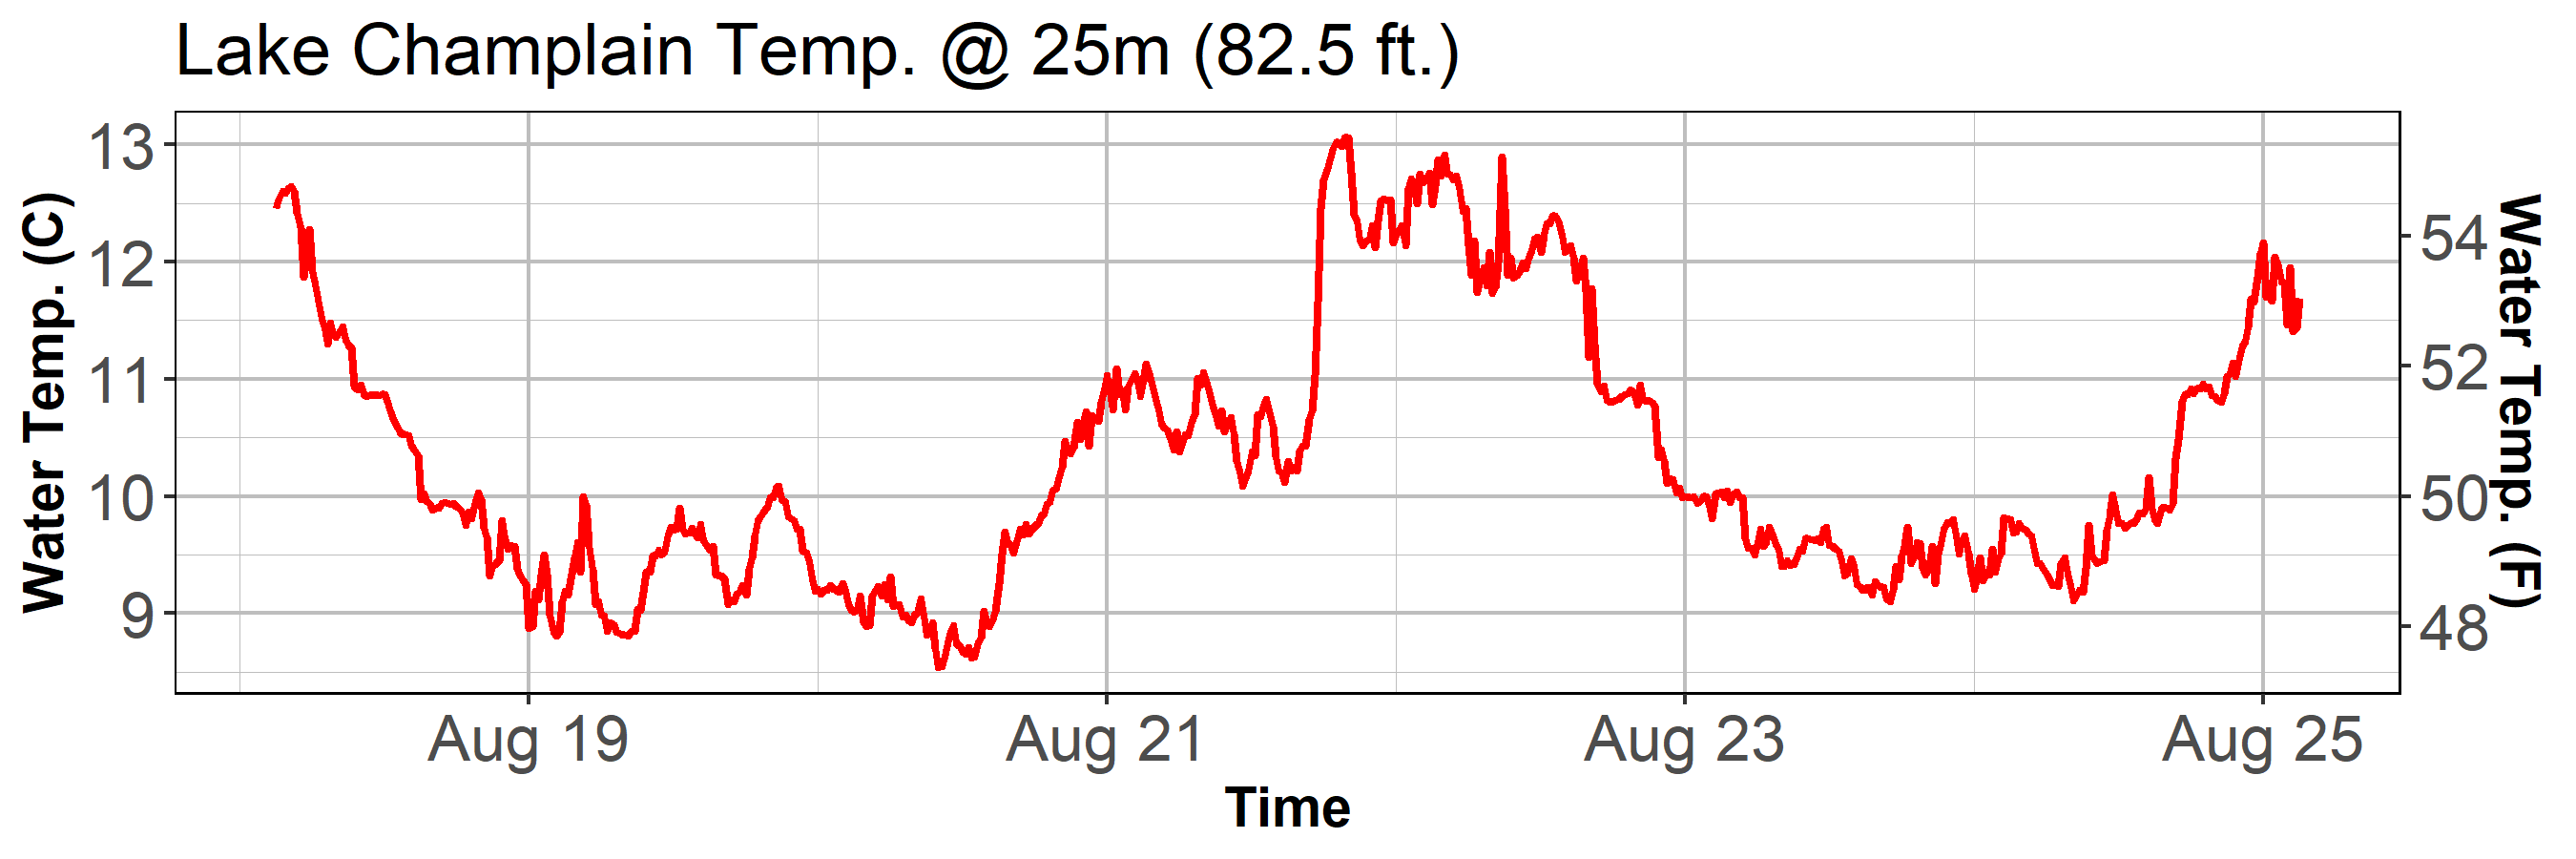 Lake Champlain Temp. @ 25m (82.5 ft.)
Water Temp. (C)
13
12
11
10
9
54
52
50
48
Water Temp. (F)
Aug 19 Aug 21 Aug 23 Aug 25
Time